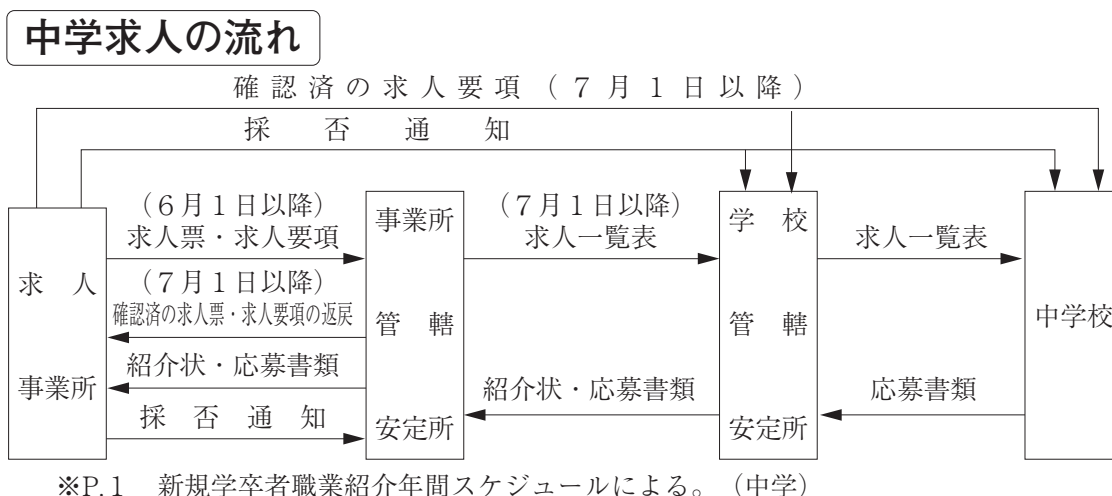 中学求人の流れ
確認済の求人要項（７月１日以降）
採否通知
（６月１日以降）
求人票・求人要項
（７月１日以降）
確認済の求人票・求人要項の返戻
紹介状・応募書類
採否通知
求人
事業所
事業所
管轄
安定所
（７月１日以降）
求人一覧表
紹介状・応募書類
学校
管轄
安定所
求人一覧表
応募書類
中学校
※P.１　新規学卒者職業紹介年間スケジュールによる。（中学）